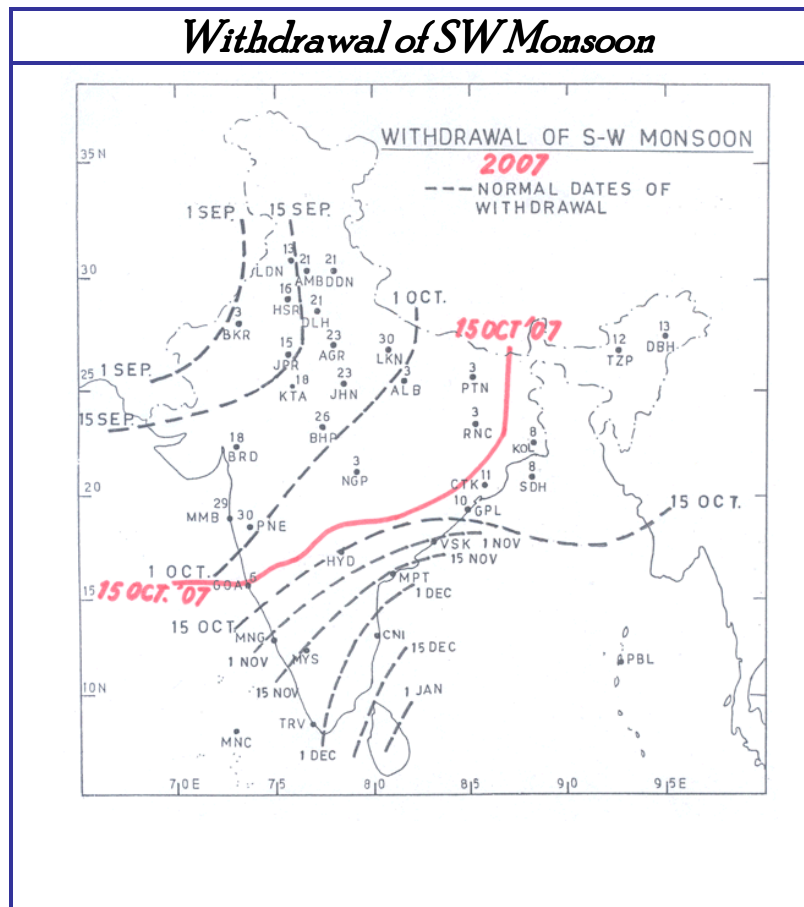 Withdrawal of SW Monsoon
WITHDRAWAL OF S-W MONSOON
2007
--- NORMAL DATES OF
WITHDRAWAL
35N
1 SEP. 15 SEP.
13
LDN
21
AMB
21
DDN
30
16
HSR
21
DLH
1 OCT.
3
BKR
15 OCT '07
12
TZP
13
DBH
15
JPR
23
AGR
30
LKN
1 SEP.
25
18
KTA
23
JHN
3
ALB
3
PTN
15 SEP.
26
BHP
3
RNC
8
KOL
18
BRD
3
NGP
11
CTK
8
SDH
20
10
GPL
15 OCT.
29
MMB
30
PNE
HYD
VSK 1 NOV
15 NOV
1 OCT.
GOA
MPT
15 OCT. '07
1 DEC
15
15 OCT
MNG
CNI
15 DEC
1 NOV
MYS
PBL
15 NOV
1 JAN
10N
TRV
MNC
1 DEC
70E 75 80 85 90 95E